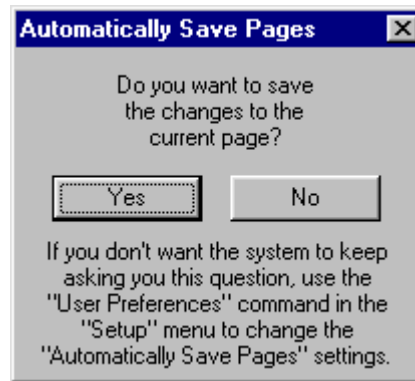 Automatically Save Pages
Do you want to save
the changes to the
current page?
Yes
No
If you don't want the system to keep
asking you this question, use the
"User Preferences" command in the
"Setup" menu to change the
"Automatically Save Pages" settings.